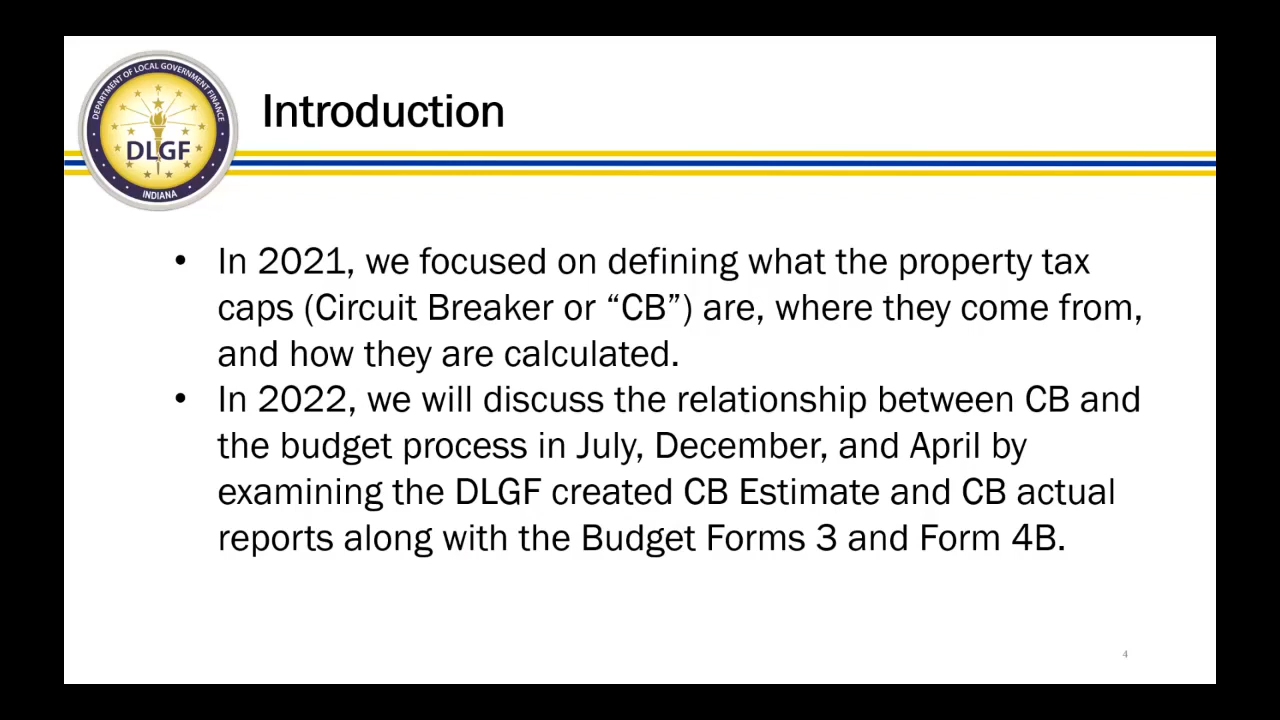 DEPARTMENT OF LOCAL GOVERNMENT FINANCE
DLGF
INDIANA
Introduction
• In 2021, we focused on defining what the property tax
caps (Circuit Breaker or “CB”) are, where they come from,
and how they are calculated.
• In 2022, we will discuss the relationship between CB and
the budget process in July, December, and April by
examining the DLGF created CB Estimate and CB actual
reports along with the Budget Forms 3 and Form 4B.
4